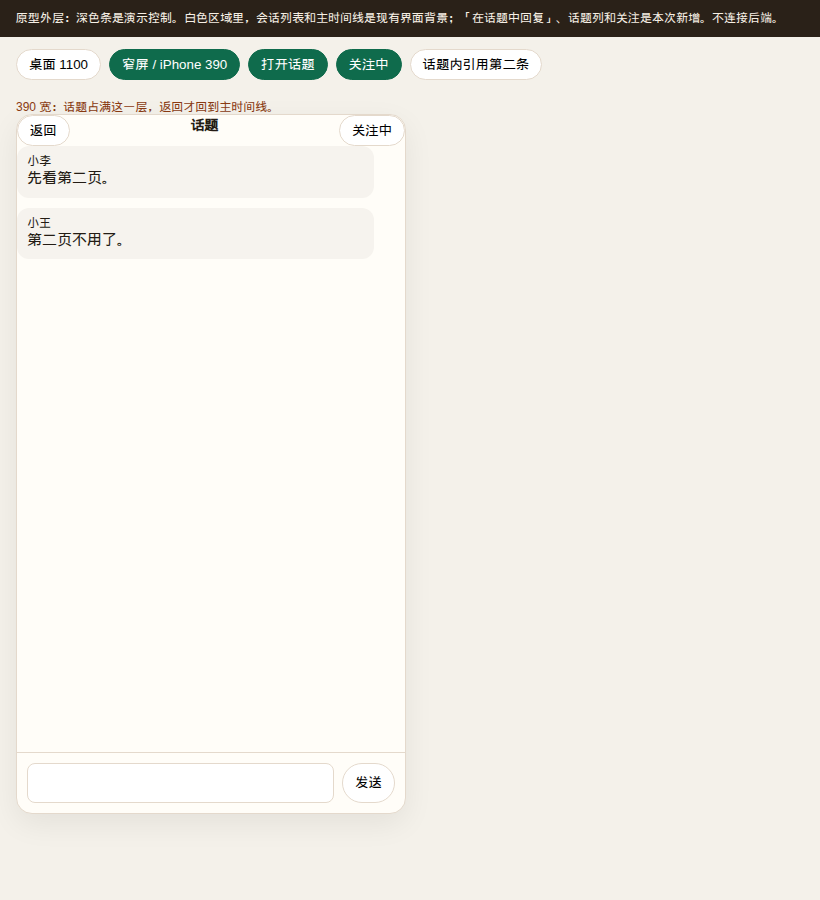 原型外层：深色条是演示控制。白色区域里，会话列表和主时间线是现有界面背景；「在话题中回复」、话题列和关注是本次新增。不连接后端。
桌面 1100
窄屏 / iPhone 390
打开话题
关注中
话题内引用第二条
390 宽：话题占满这一层，返回才回到主时间线。
返回
话题
关注中
小李
先看第二页。
小王
第二页不用了。
发送